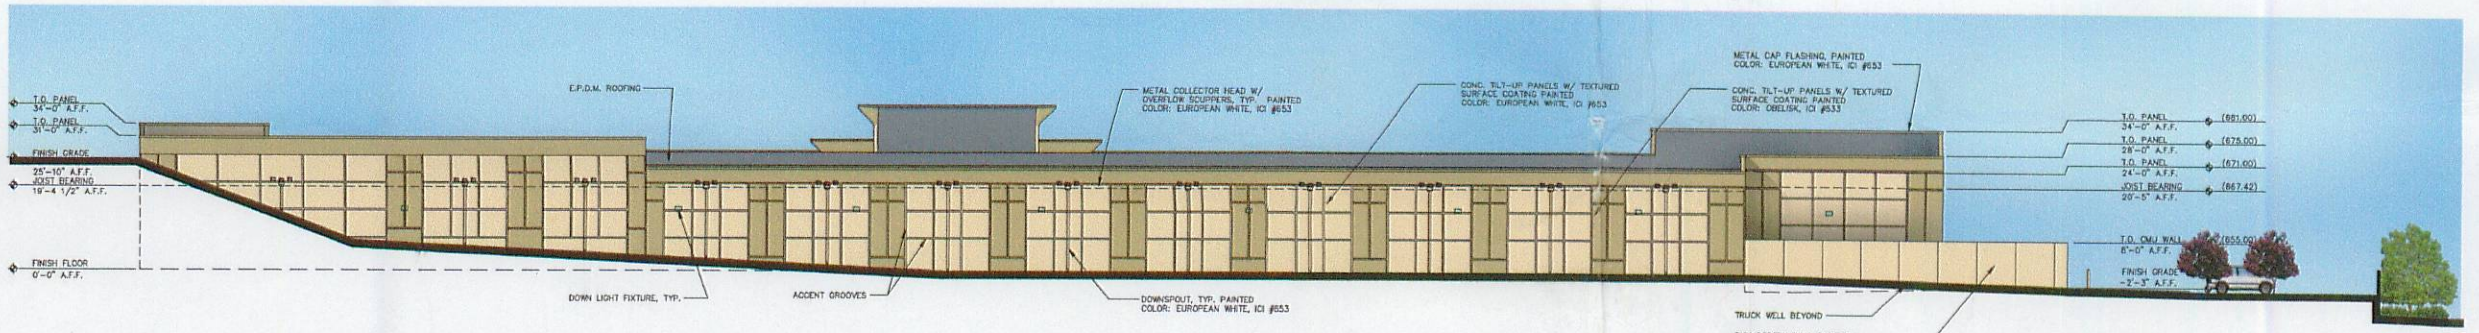 T.O. PANEL
34'-0" A.F.F.
T.O. PANEL
31'-0" A.F.F.
FINISH GRADE
25'-10" A.F.F.
JOIST BEARING
19'-4 1/2" A.F.F.
FINISH FLOOR
0'-0" A.F.F.
E.P.D.M. ROOFING
METAL COLLECTOR HEAD W/
OVERFLOW SCUPPERS, TYP. PAINTED
COLOR: EUROPEAN WHITE, ICI #653
CONC. TILT-UP PANELS W/ TEXTURED
SURFACE COATING PAINTED
COLOR: EUROPEAN WHITE, ICI #653
METAL CAP FLASHING, PAINTED
COLOR: EUROPEAN WHITE, ICI #653
CONC. TILT-UP PANELS W/ TEXTURED
SURFACE COATING PAINTED
COLOR: OBELISK, ICI #533
T.O. PANEL (681.00)
34'-0" A.F.F.
T.O. PANEL (675.00)
28'-0" A.F.F.
T.O. PANEL (671.00)
24'-0" A.F.F.
JOIST BEARING (667.42)
20'-5" A.F.F.
T.O. CMU WALL (655.00)
8'-0" A.F.F.
FINISH GRADE
-2'-3" A.F.F.
DOWN LIGHT FIXTURE, TYP.
ACCENT GROOVES
DOWNSPOUT, TYP. PAINTED
COLOR: EUROPEAN WHITE, ICI #653
TRUCK WELL BEYOND